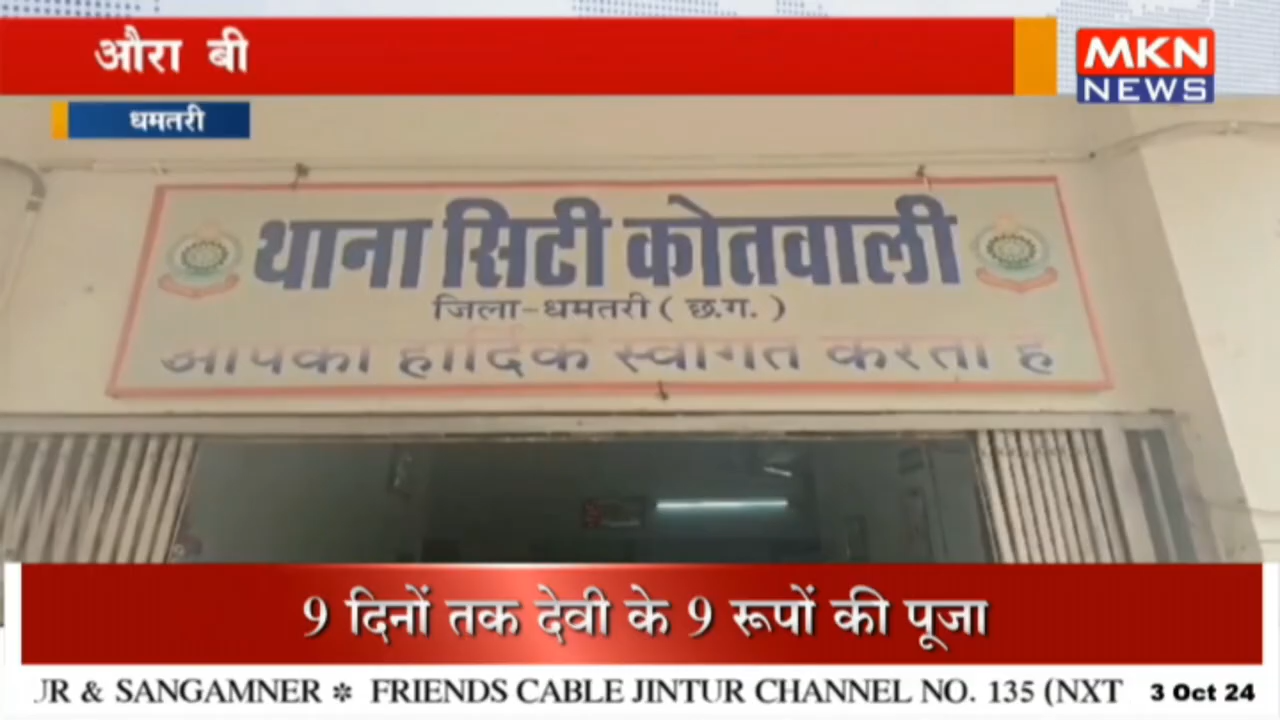 औरा बी
MKN
NEWS
धमतरी
थाना सिटी कोतवाली
जिला-धमतरी ( छ.ग. )
आपका हार्दिक स्वागत करता है
9 दिनों तक देवी के 9 रूपों की पूजा
UR & SANGAMNER * FRIENDS CABLE JINTUR CHANNEL NO. 135 (NXT
3 Oct 24